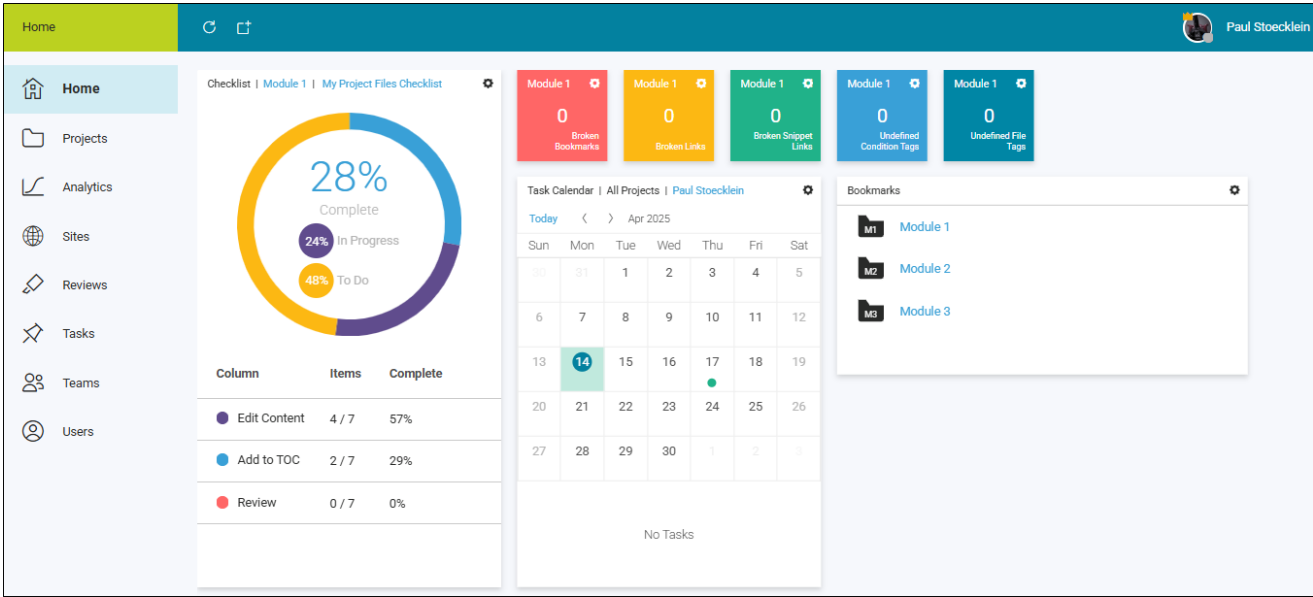 Home
Paul Stoecklein
Home
Projects
Analytics
Sites
Reviews
Tasks
Teams
Users
Checklist | Module 1 | My Project Files Checklist
28%
Complete
24% In Progress
48% To Do
Column Items Complete
Edit Content 4 / 7 57%
Add to TOC 2 / 7 29%
Review 0 / 7 0%
Module 1
0
Broken
Bookmarks
Module 1
0
Broken Links
Module 1
0
Broken Snippet
Links
Module 1
0
Undefined
Condition Tags
Module 1
0
Undefined File
Tags
Task Calendar | All Projects | Paul Stoecklein
Today Apr 2025
Sun Mon Tue Wed Thu Fri Sat
30 31 1 2 3 4 5
6 7 8 9 10 11 12
13 14 15 16 17 18 19
20 21 22 23 24 25 26
27 28 29 30 1 2 3
No Tasks
Bookmarks
M1 Module 1
M2 Module 2
M3 Module 3